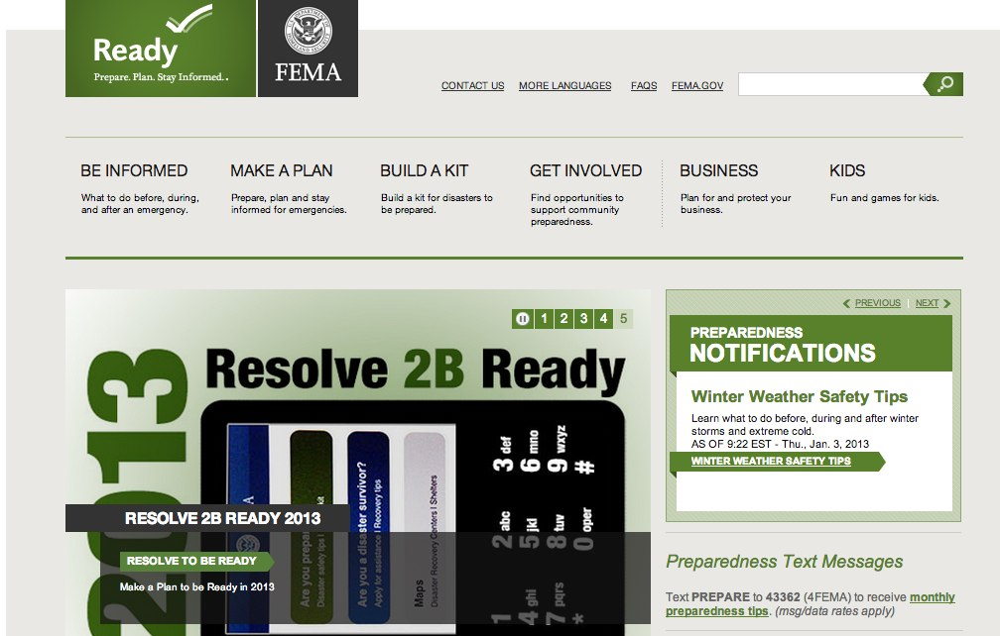 Ready
Prepare. Plan. Stay Informed.
FEMA
CONTACT US
MORE LANGUAGES
FAQS
FEMA.GOV
BE INFORMED
What to do before, during,
and after an emergency.
MAKE A PLAN
Prepare, plan and stay
informed for emergencies.
BUILD A KIT
Build a kit for disasters to
be prepared.
GET INVOLVED
Find opportunities to
support community
preparedness.
BUSINESS
Plan for and protect your
business.
KIDS
Fun and games for kids.
1 2 3 4 5
2013
Resolve 2B Ready
Are you prepa
Disaster safety tips |
kit
Are you a disaster survivor?
Apply for assistance | Recovery tips
Maps
Disaster Recovery Centers | Shelters
1
2 abc
3 def
4 ghi
5 jkl
6 mno
7 pqrs
8 tuv
9 wxyz
*
0 oper
#
RESOLVE 2B READY 2013
RESOLVE TO BE READY
Make a Plan to be Ready in 2013
PREVIOUS | NEXT
PREPAREDNESS
NOTIFICATIONS
Winter Weather Safety Tips
Learn what to do before, during and after winter
storms and extreme cold.
AS OF 9:22 EST - Thu., Jan. 3, 2013
WINTER WEATHER SAFETY TIPS
Preparedness Text Messages
Text PREPARE to 43362 (4FEMA) to receive monthly
preparedness tips. (msg/data rates apply)